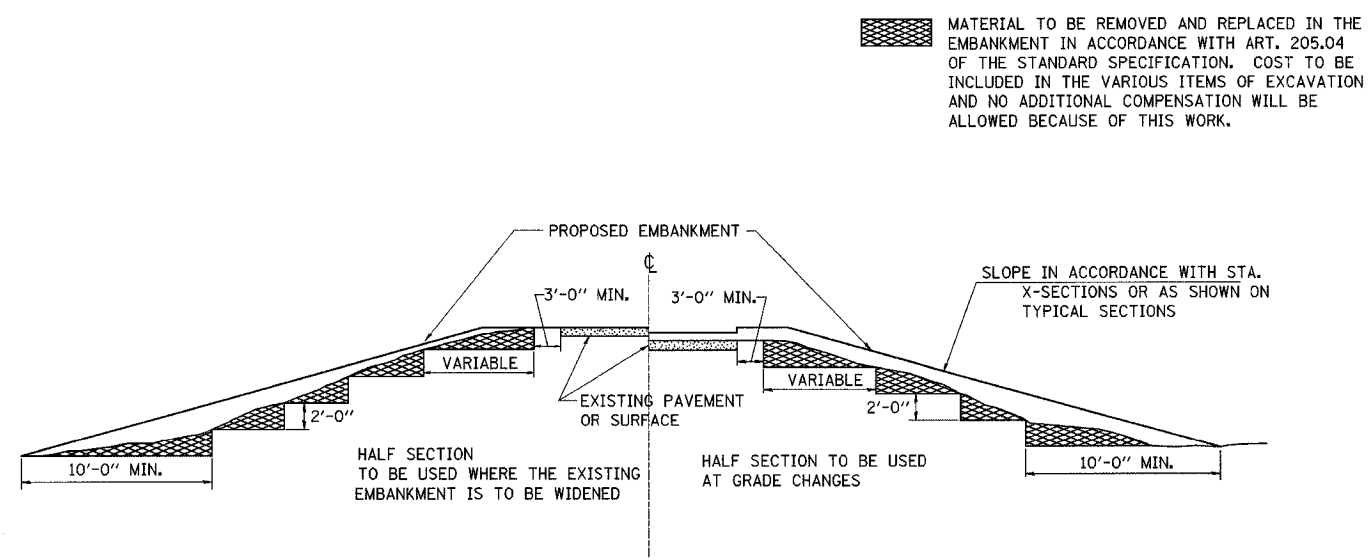 MATERIAL TO BE REMOVED AND REPLACED IN THE
EMBANKMENT IN ACCORDANCE WITH ART. 205.04
OF THE STANDARD SPECIFICATION. COST TO BE
INCLUDED IN THE VARIOUS ITEMS OF EXCAVATION
AND NO ADDITIONAL COMPENSATION WILL BE
ALLOWED BECAUSE OF THIS WORK.
PROPOSED EMBANKMENT
℄
SLOPE IN ACCORDANCE WITH STA.
X-SECTIONS OR AS SHOWN ON
TYPICAL SECTIONS
3'-0" MIN.
3'-0" MIN.
VARIABLE
VARIABLE
EXISTING PAVEMENT
OR SURFACE
2'-0"
2'-0"
10'-0" MIN.
10'-0" MIN.
HALF SECTION
TO BE USED WHERE THE EXISTING
EMBANKMENT IS TO BE WIDENED
HALF SECTION TO BE USED
AT GRADE CHANGES